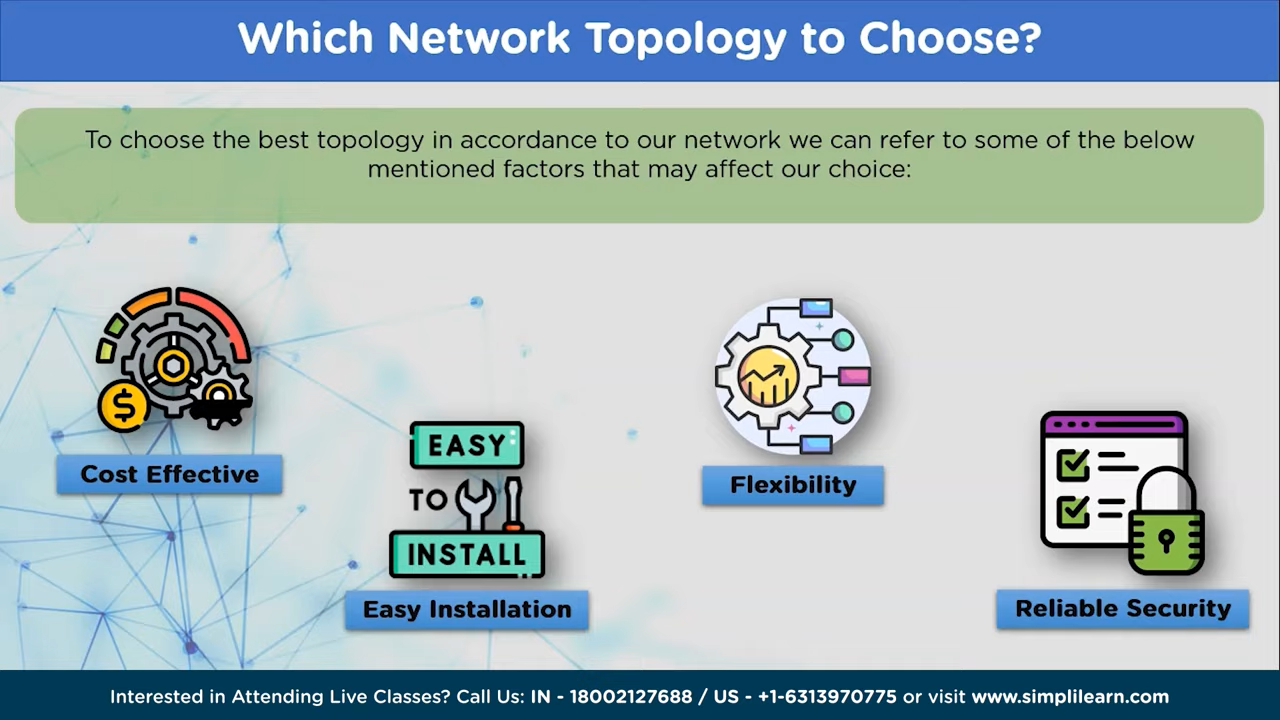 Which Network Topology to Choose?
To choose the best topology in accordance to our network we can refer to some of the below
mentioned factors that may affect our choice:
$
Cost Effective
EASY
TO
INSTALL
Easy Installation
Flexibility
Reliable Security
Interested in Attending Live Classes? Call Us: IN - 18002127688 / US - +1-6313970775 or visit www.simplilearn.com